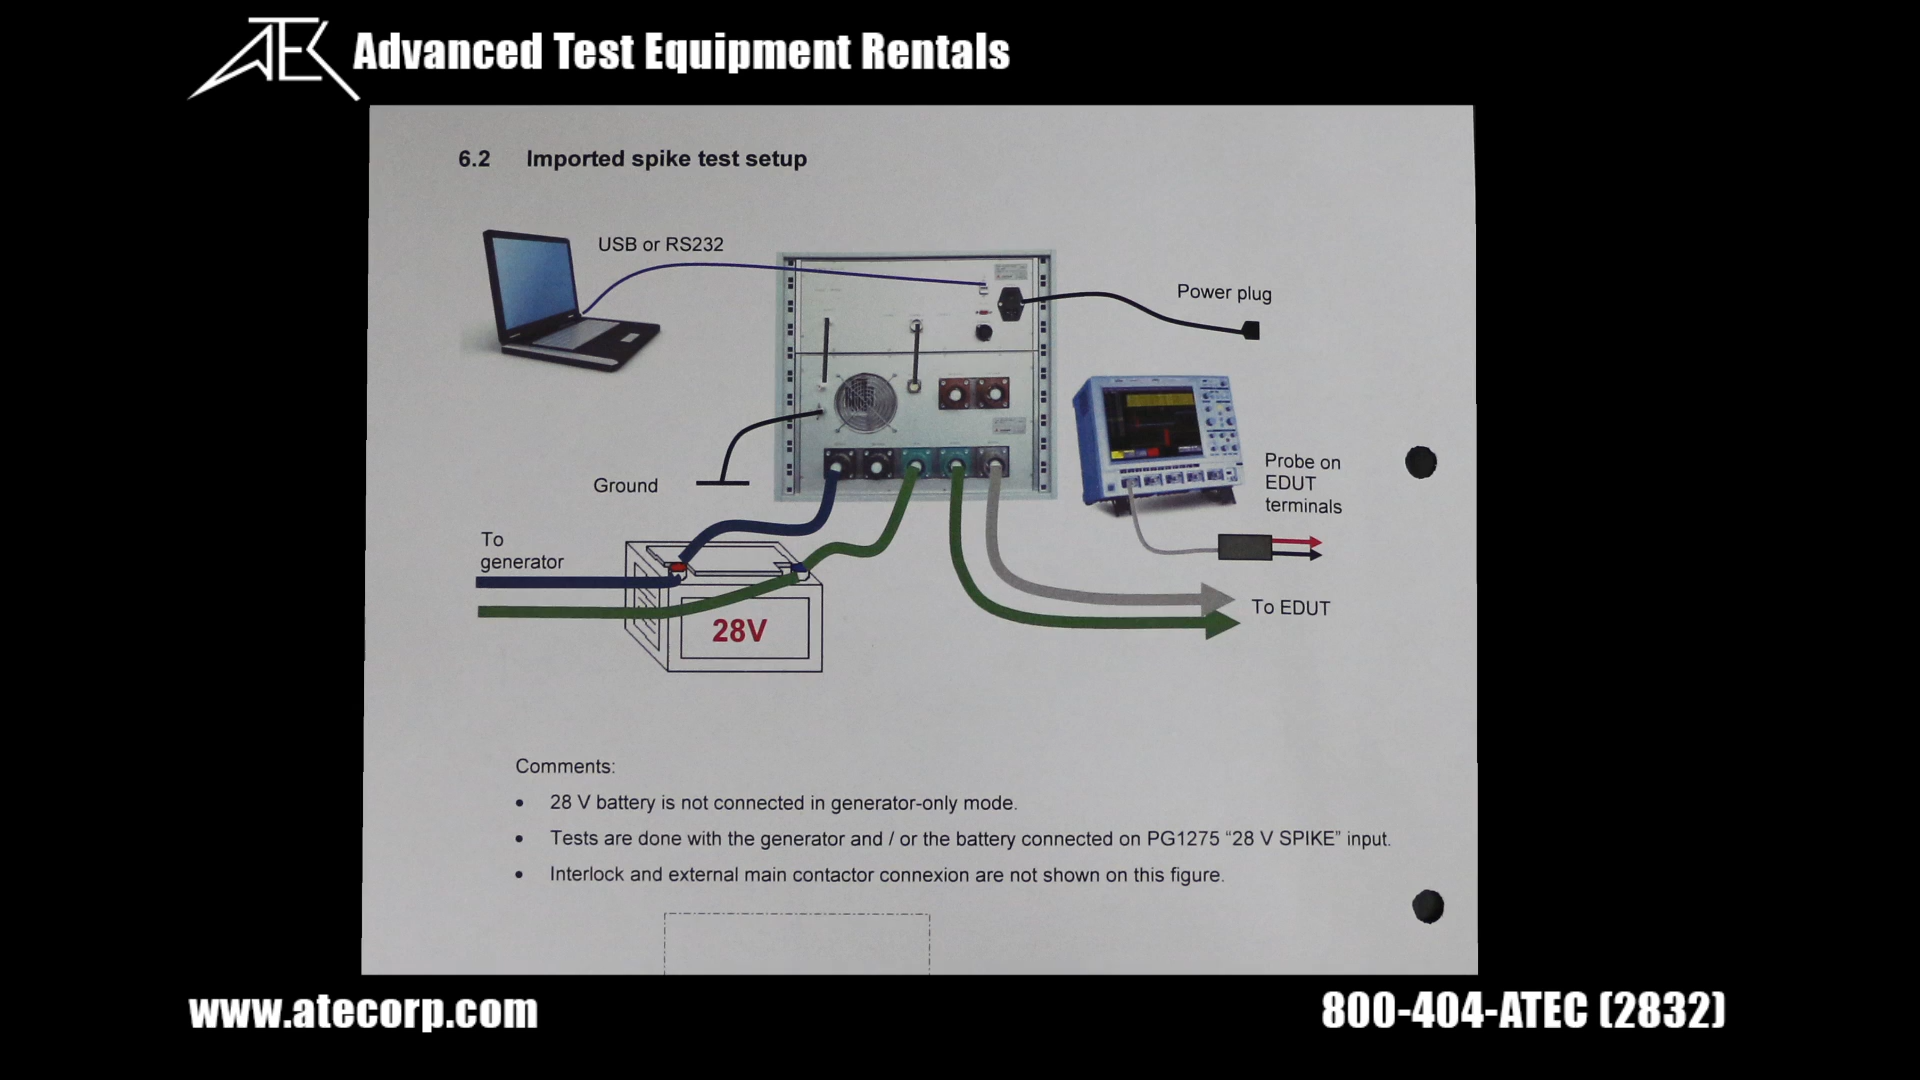 ATEC Advanced Test Equipment Rentals
6.2 Imported spike test setup
USB or RS232
Power plug
Ground
Probe on
EDUT
terminals
To
generator
To EDUT
28V
Comments:
• 28 V battery is not connected in generator-only mode.
• Tests are done with the generator and / or the battery connected on PG1275 “28 V SPIKE” input.
• Interlock and external main contactor connexion are not shown on this figure.
www.atecorp.com
800-404-ATEC (2832)